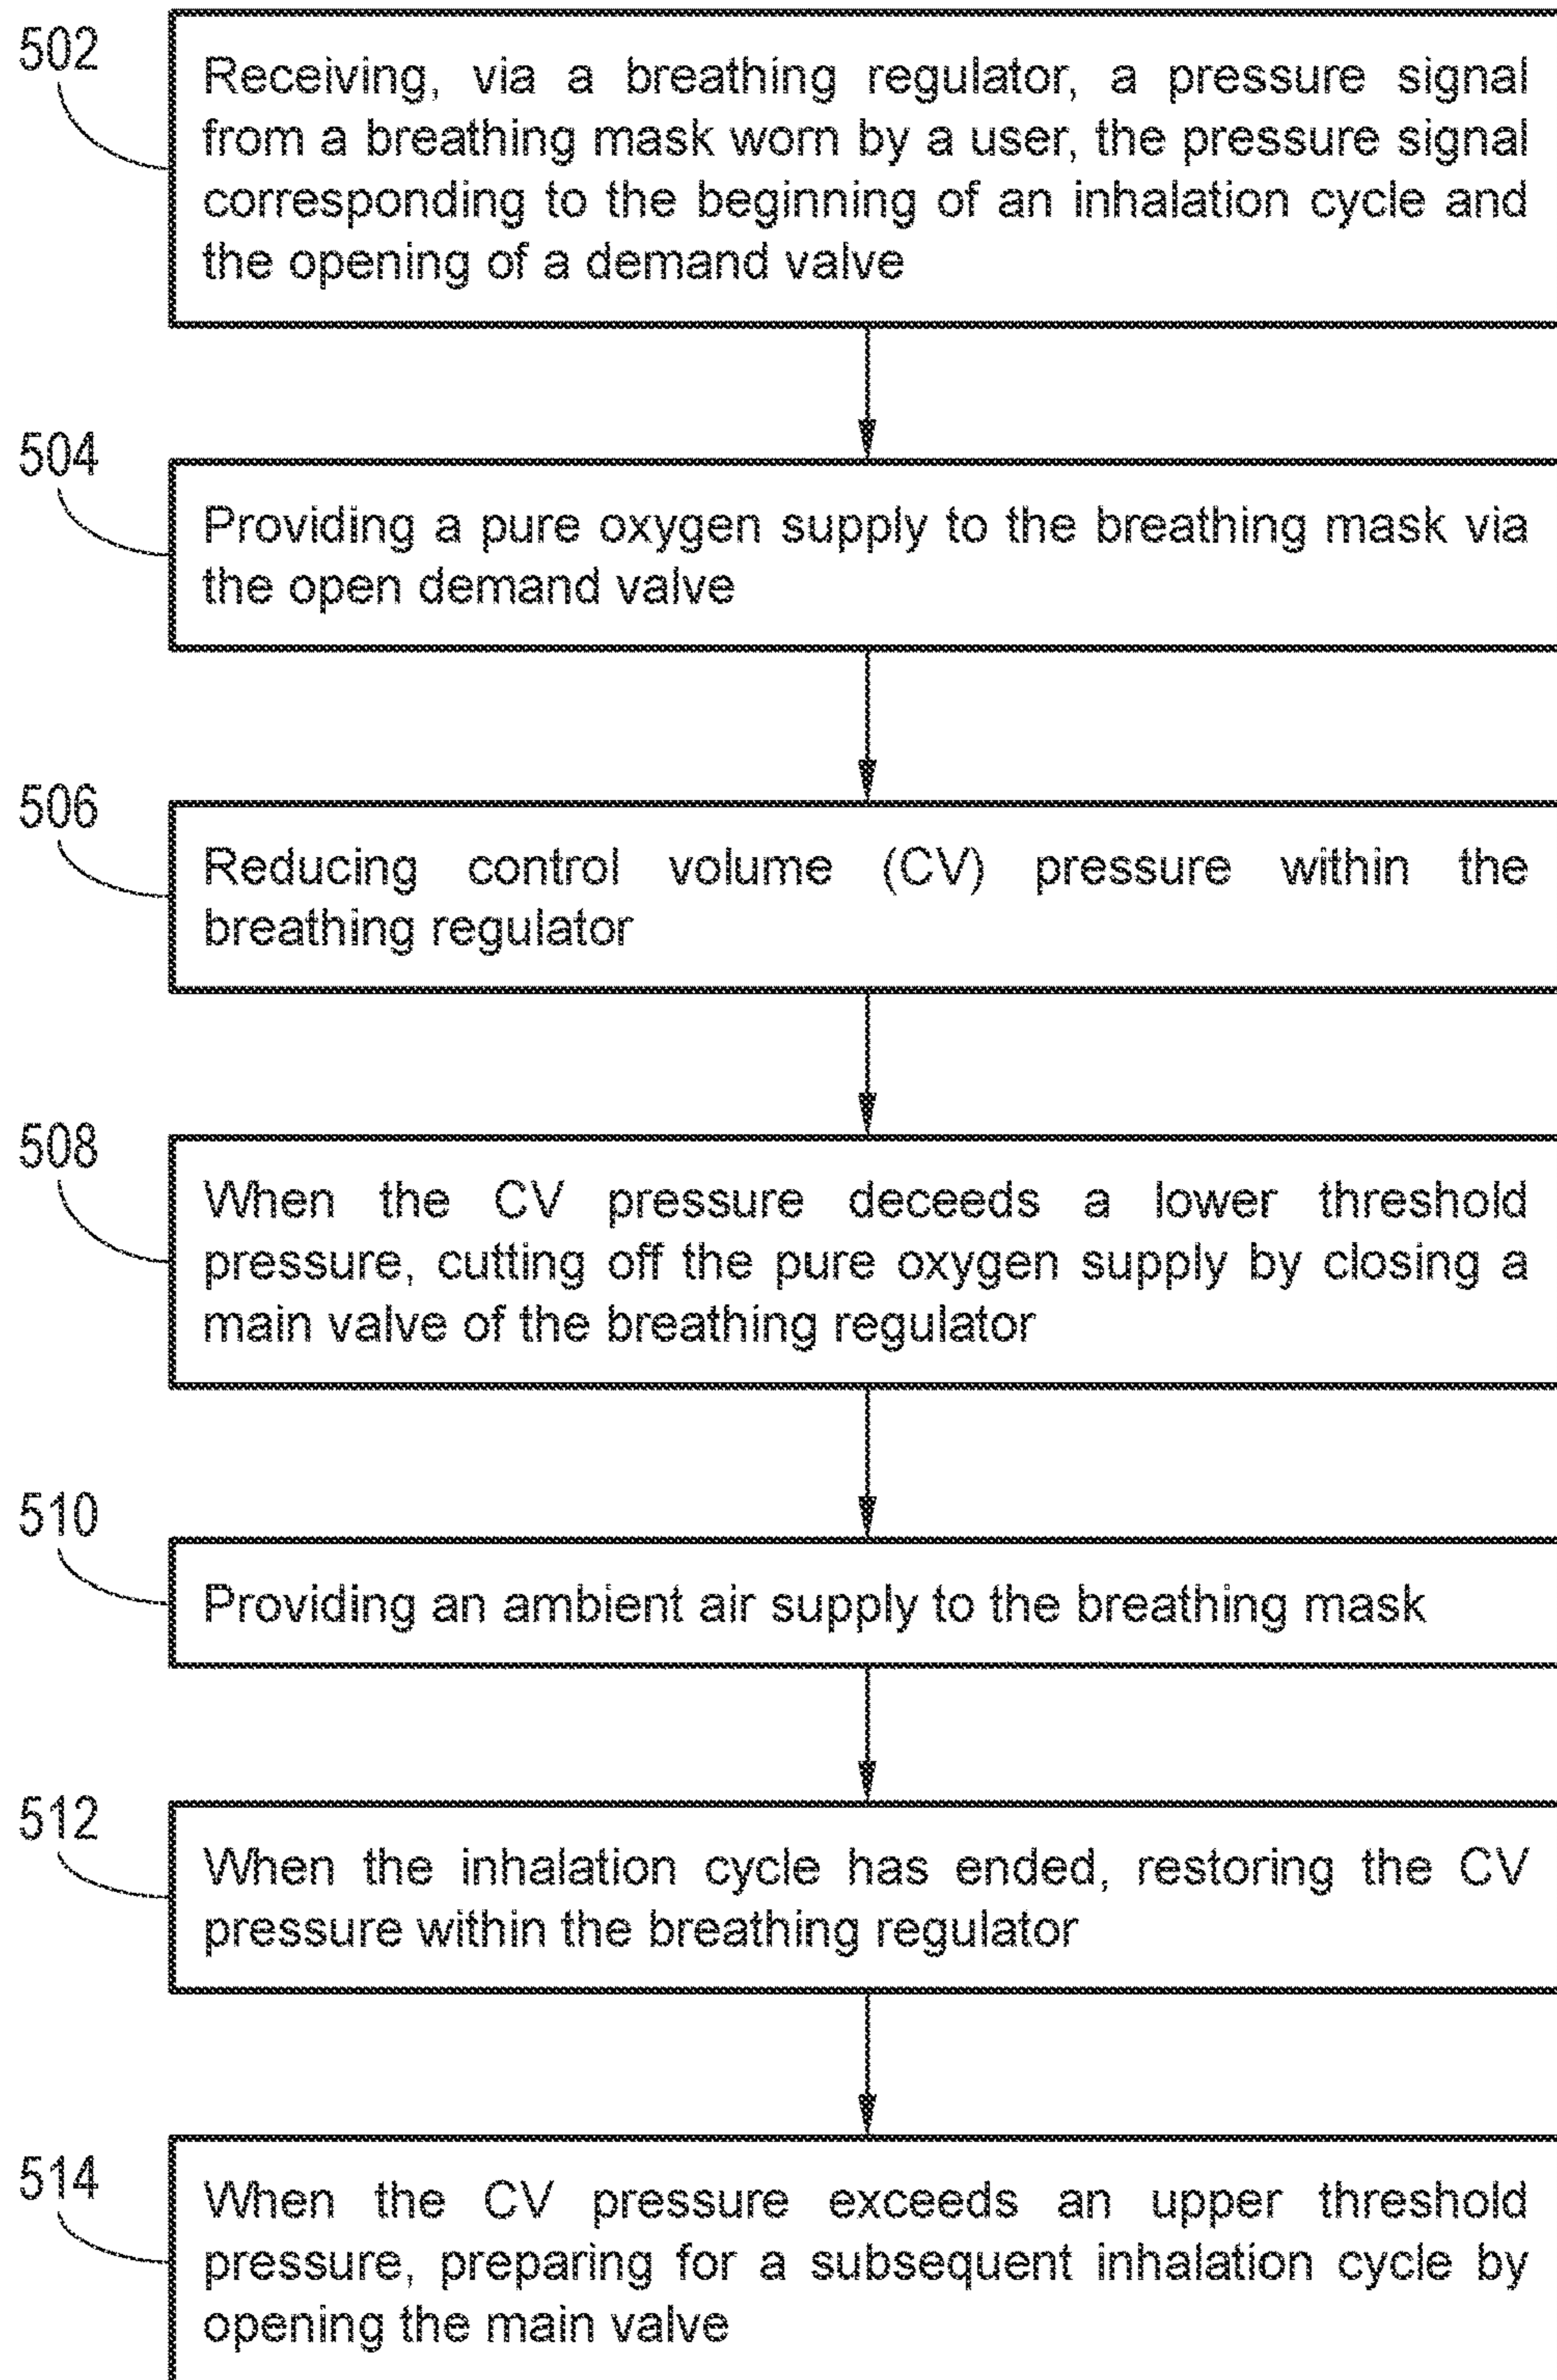 502
Receiving, via a breathing regulator, a pressure signal
from a breathing mask worn by a user, the pressure signal
corresponding to the beginning of an inhalation cycle and
the opening of a demand valve
504
Providing a pure oxygen supply to the breathing mask via
the open demand valve
506
Reducing control volume (CV) pressure within the
breathing regulator
508
When the CV pressure deceeds a lower threshold
pressure, cutting off the pure oxygen supply by closing a
main valve of the breathing regulator
510
Providing an ambient air supply to the breathing mask
512
When the inhalation cycle has ended, restoring the CV
pressure within the breathing regulator
514
When the CV pressure exceeds an upper threshold
pressure, preparing for a subsequent inhalation cycle by
opening the main valve